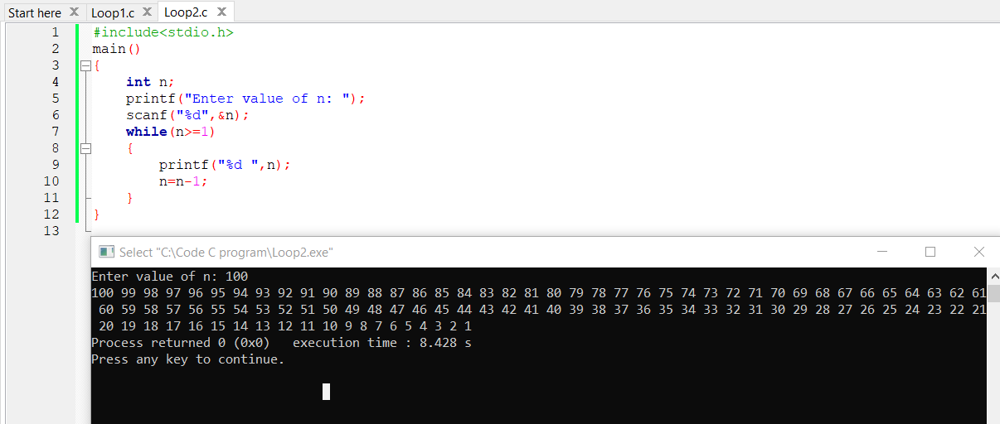 Start here X Loop1.c X Loop2.c X
1 #include<stdio.h>
2 main()
3 {
4 int n;
5 printf("Enter value of n: ");
6 scanf("%d",&n);
7 while(n>=1)
8 {
9 printf("%d ",n);
10 n=n-1;
11 }
12 }
13
Select "C:\Code C program\Loop2.exe"
Enter value of n: 100
100 99 98 97 96 95 94 93 92 91 90 89 88 87 86 85 84 83 82 81 80 79 78 77 76 75 74 73 72 71 70 69 68 67 66 65 64 63 62 61
60 59 58 57 56 55 54 53 52 51 50 49 48 47 46 45 44 43 42 41 40 39 38 37 36 35 34 33 32 31 30 29 28 27 26 25 24 23 22 21
20 19 18 17 16 15 14 13 12 11 10 9 8 7 6 5 4 3 2 1
Process returned 0 (0x0) execution time : 8.428 s
Press any key to continue.